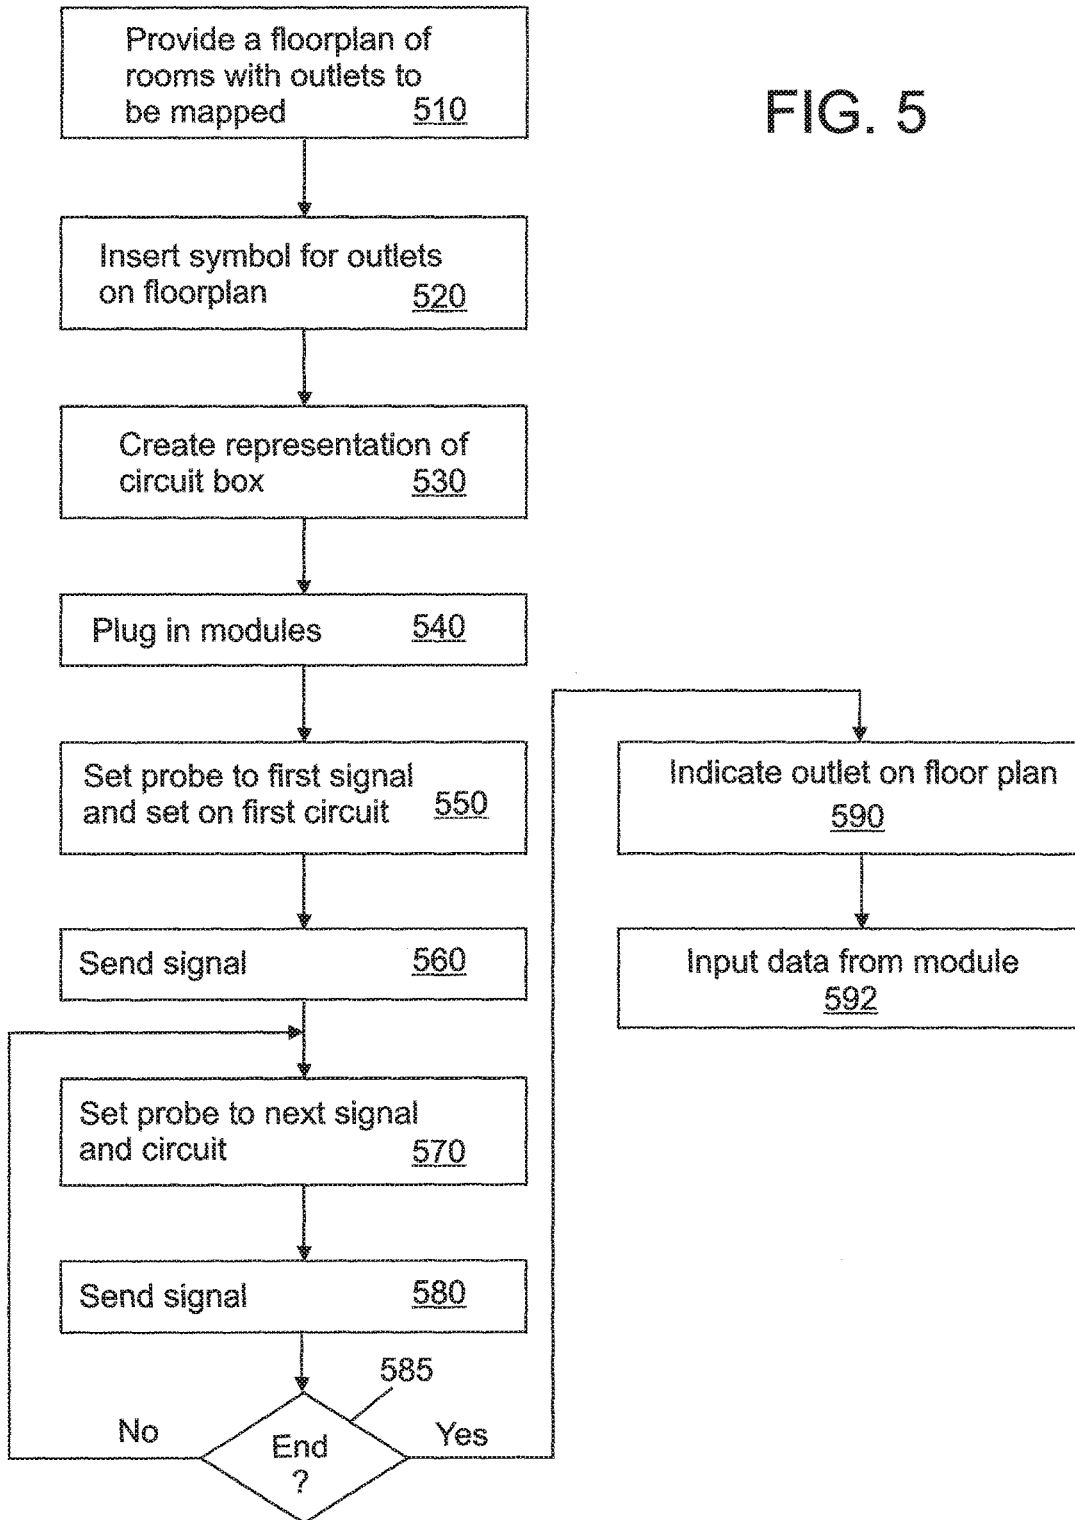 FIG. 5
Provide a floorplan of
rooms with outlets to
be mapped 510
Insert symbol for outlets
on floorplan 520
Create representation of
circuit box 530
Plug in modules 540
Set probe to first signal
and set on first circuit 550
Send signal 560
Set probe to next signal
and circuit 570
Send signal 580
585
End
?
No
Yes
Indicate outlet on floor plan
590
Input data from module
592